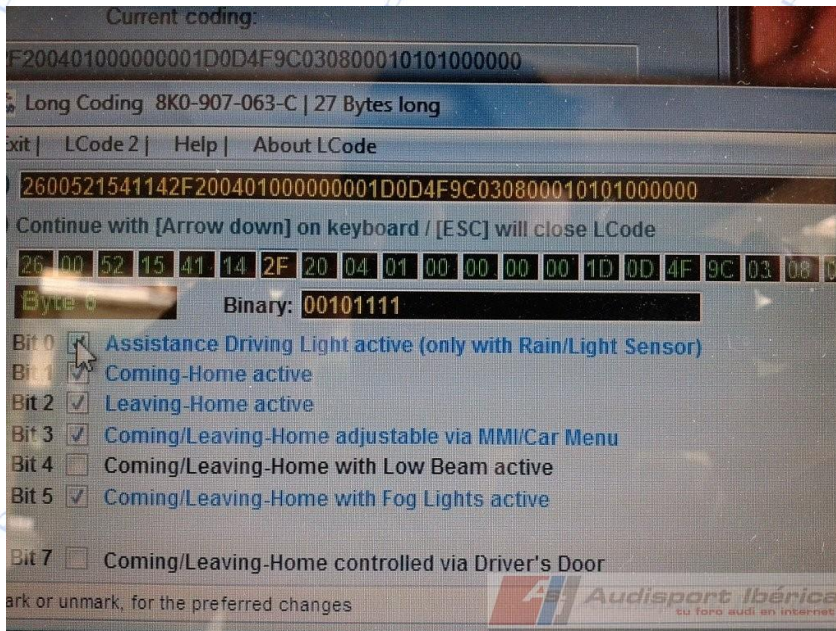 Current coding:
F200401000000001D0D4F9C030800010101000000
Long Coding 8K0-907-063-C | 27 Bytes long
Exit | LCode 2 | Help | About LCode
2600521541142F200401000000001D0D4F9C030800010101000000
Continue with [Arrow down] on keyboard / [ESC] will close LCode
26 00 52 15 41 14 2F 20 04 01 00 00 00 00 1D 0D 4F 9C 03 08
Byte 6 Binary: 00101111
Bit 0 Assistance Driving Light active (only with Rain/Light Sensor)
Bit 1 Coming-Home active
Bit 2 Leaving-Home active
Bit 3 Coming/Leaving-Home adjustable via MMI/Car Menu
Bit 4 Coming/Leaving-Home with Low Beam active
Bit 5 Coming/Leaving-Home with Fog Lights active
Bit 7 Coming/Leaving-Home controlled via Driver's Door
ark or unmark, for the preferred changes
Audisport Ibérica
tu foro audi en internet